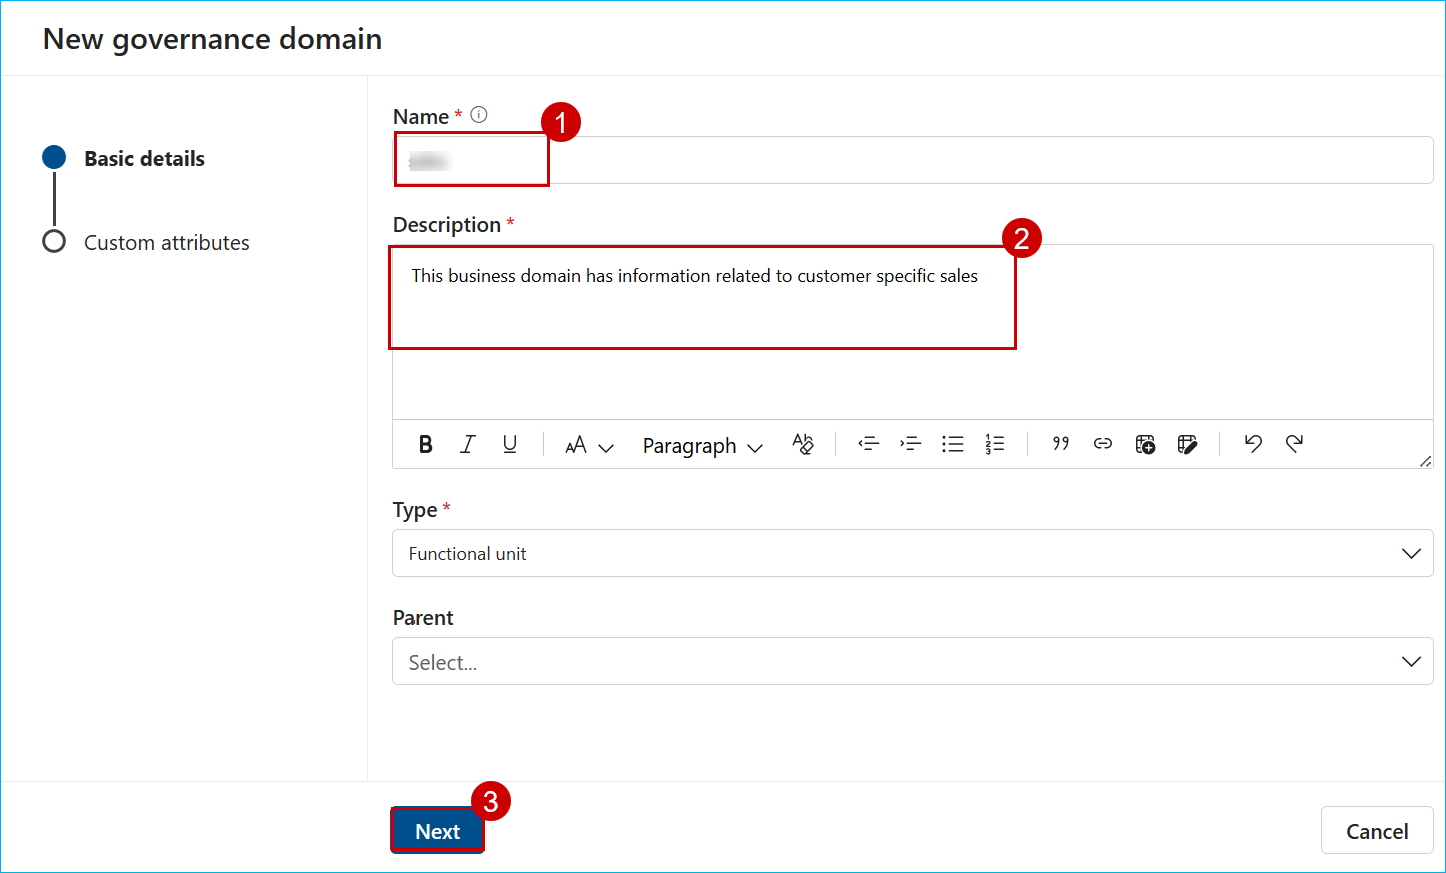 New governance domain
Basic details
Custom attributes
Name *
1
Description *
2
This business domain has information related to customer specific sales
B I U AA Paragraph
Type *
Functional unit
Parent
Select...
3
Next
Cancel